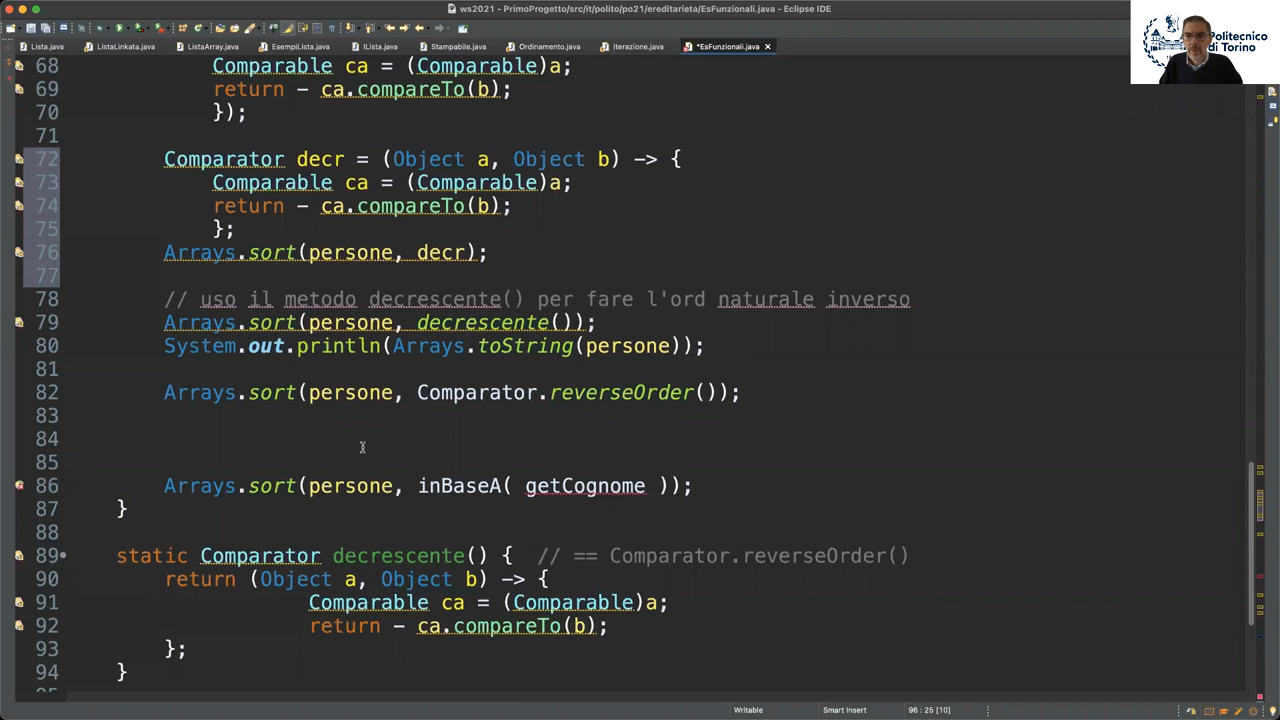 ws2021 - PrimoProgetto/src/it/polito/po21/ereditarieta/EsFunzionali.java - Eclipse IDE
Lista.java ListaLinkata.java ListaArray.java EsempiLista.java ILista.java Stampabile.java Ordinamento.java Iterazione.java *EsFunzionali.java
Politecnico
di Torino
68 Comparable ca = (Comparable)a;
69 return - ca.compareTo(b);
70 });
71
72 Comparator decr = (Object a, Object b) -> {
73 Comparable ca = (Comparable)a;
74 return - ca.compareTo(b);
75 };
76 Arrays.sort(persone, decr);
77
78 // uso il metodo decrescente() per fare l'ord naturale inverso
79 Arrays.sort(persone, decrescente());
80 System.out.println(Arrays.toString(persone));
81
82 Arrays.sort(persone, Comparator.reverseOrder());
83
84
85
86 Arrays.sort(persone, inBaseA( getCognome ));
87 }
88
89 static Comparator decrescente() { // == Comparator.reverseOrder()
90 return (Object a, Object b) -> {
91 Comparable ca = (Comparable)a;
92 return - ca.compareTo(b);
93 };
94 }
Writable Smart Insert 96 : 25 [10]